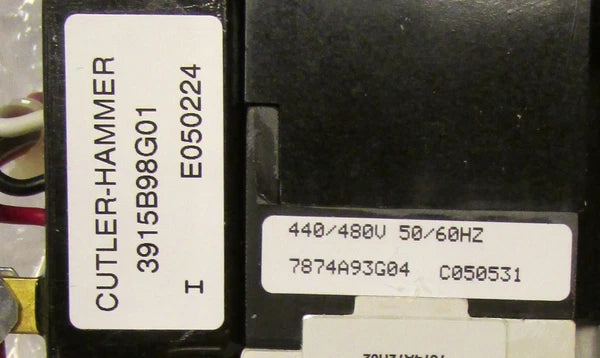 CUTLER-HAMMER
3915B98G01
I E050224
440/480V 50/60HZ
7874A93G04 C050531